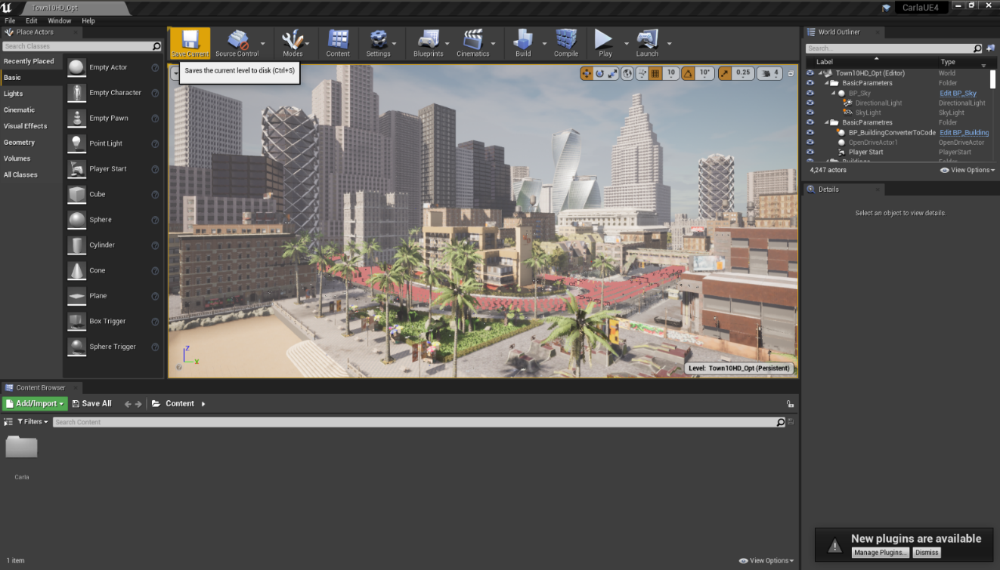 Town10HD_Opt
CarlaUE4
File Edit Window Help
Place Actors
Search Classes
Recently Placed
Basic
Lights
Cinematic
Visual Effects
Geometry
Volumes
All Classes
Empty Actor
Empty Character
Empty Pawn
Point Light
Player Start
Cube
Sphere
Cylinder
Cone
Plane
Box Trigger
Sphere Trigger
Save Current Source Control Modes Content Settings Blueprints Cinematics Build Compile Play Launch
Saves the current level to disk (Ctrl+S)
10 10° 0.25 4
Z
X
Level: Town10HD_Opt (Persistent)
World Outliner
Search...
Label Type
Town10HD_Opt (Editor) World
BasicParameters Folder
BP_Sky Edit BP_Sky
DirectionalLight DirectionalLight
SkyLight SkyLight
BasicParametres Folder
BP_BuildingConverterToCode Edit BP_Building
OpenDriveActor1 OpenDriveActor
Player Start PlayerStart
Buildings Folder
4,247 actors View Options
Details
Select an object to view details.
Content Browser
Add/Import Save All Content
Filters Search Content
Carla
1 item View Options
New plugins are available
Manage Plugins... Dismiss